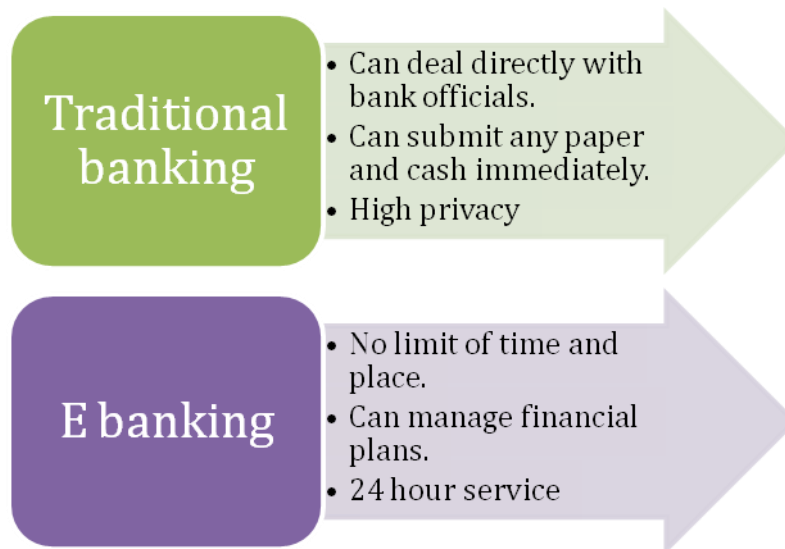 Traditional
banking
• Can deal directly with
bank officials.
• Can submit any paper
and cash immediately.
• High privacy
E banking
• No limit of time and
place.
• Can manage financial
plans.
• 24 hour service